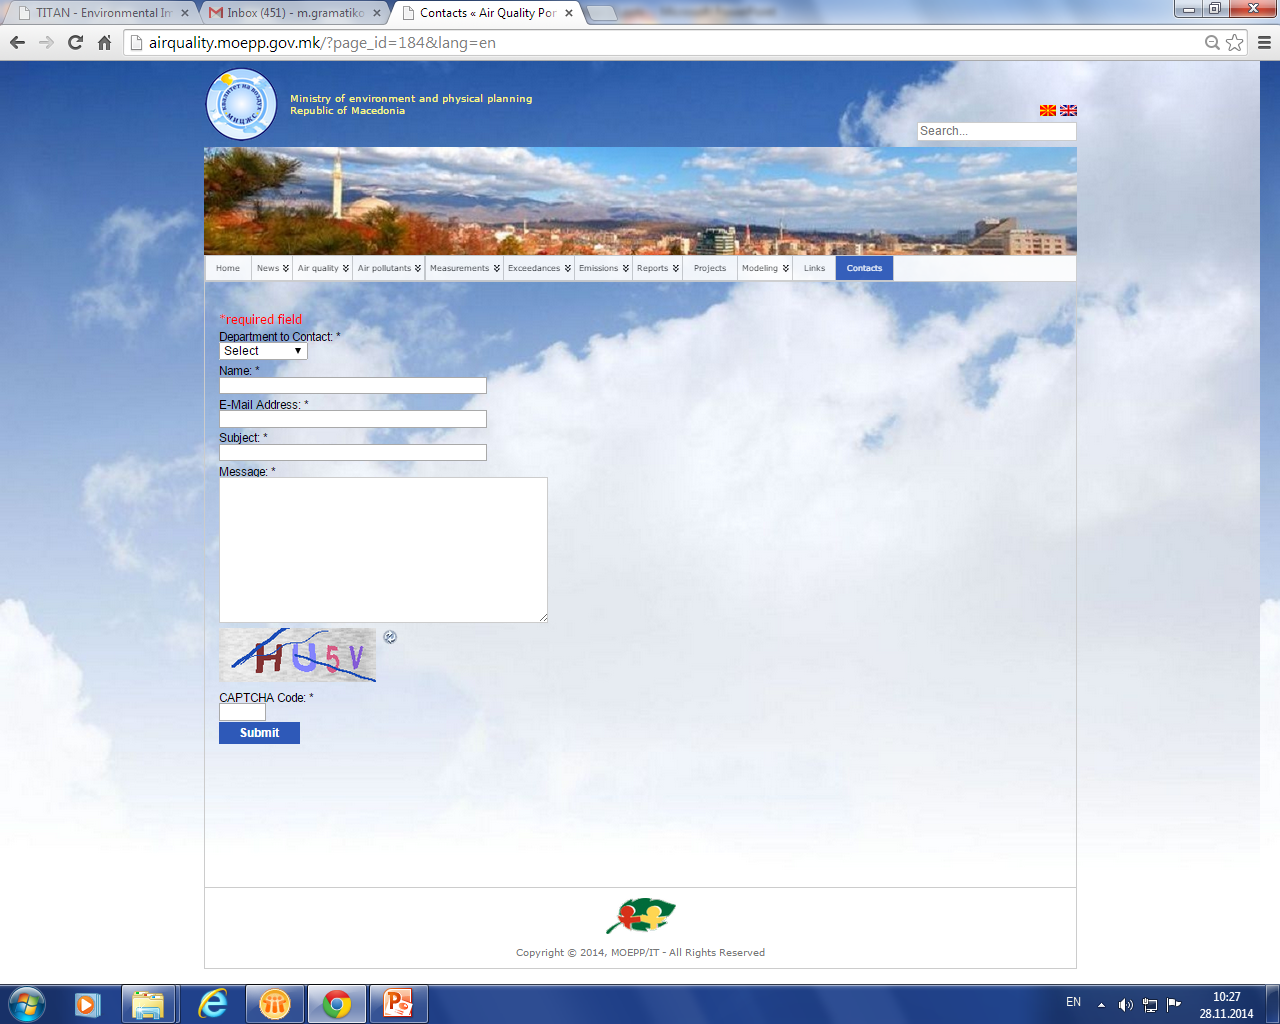 TITAN - Environmental Im
Inbox (451) - m.gramatiko
Contacts « Air Quality Por
airquality.moepp.gov.mk/?page_id=184&lang=en
Ministry of environment and physical planning
Republic of Macedonia
Search...
Home News Air quality Air pollutants Measurements Exceedances Emissions Reports Projects Modeling Links Contacts
*required field
Department to Contact: *
Select
Name: *
E-Mail Address: *
Subject: *
Message: *
HU5V
CAPTCHA Code: *
Submit
Copyright © 2014, MOEPP/IT - All Rights Reserved
EN
10:27
28.11.2014